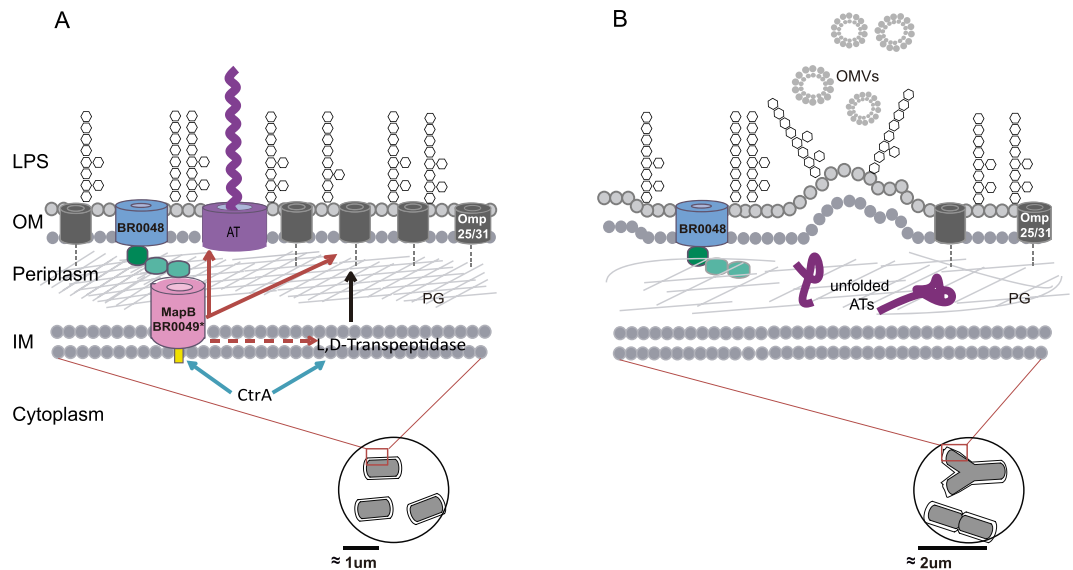 A
LPS
OM
BR0048
AT
Omp
25/31
Periplasm
PG
MapB
BR0049*
IM
L,D-Transpeptidase
CtrA
Cytoplasm
≈ 1um
B
OMVs
BR0048
Omp
25/31
unfolded
ATs
PG
≈ 2um